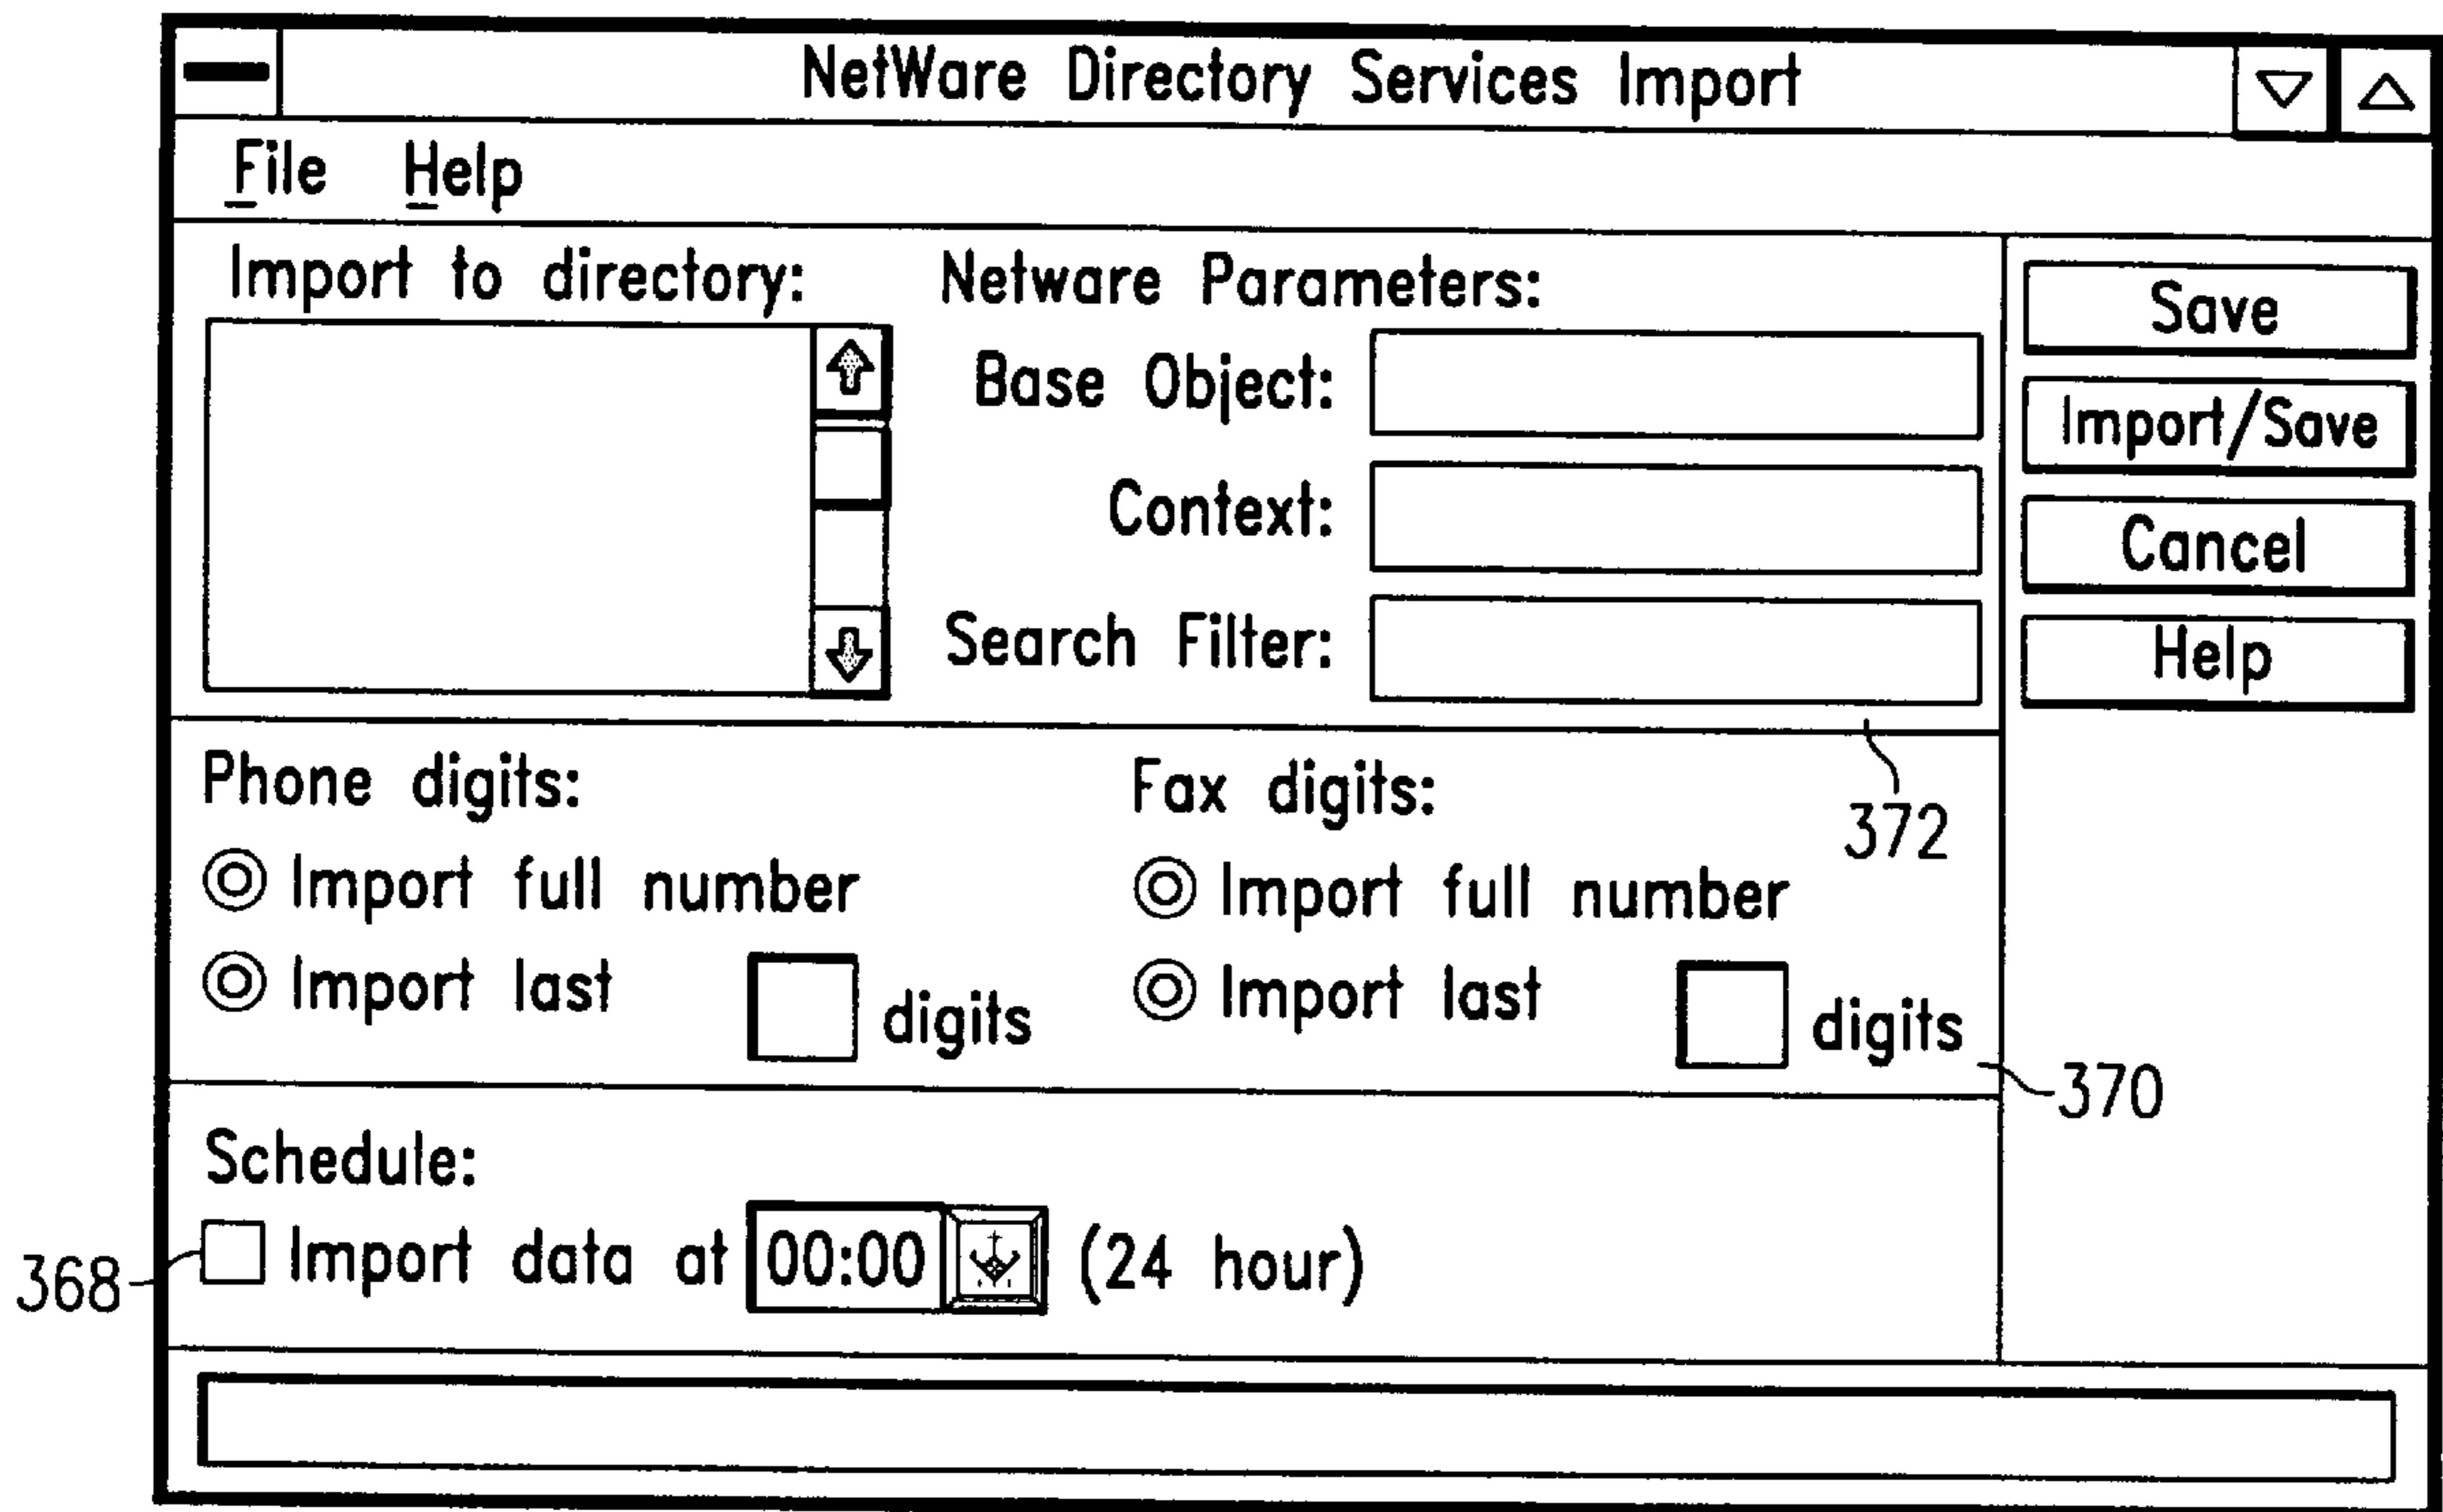 NetWare Directory Services Import
File Help
Import to directory:
Netware Parameters:
Base Object:
Context:
Search Filter:
Save
Import/Save
Cancel
Help
372
Phone digits:
Import full number
Import last digits
Fax digits:
Import full number
Import last digits
370
Schedule:
368
Import data at 00:00 (24 hour)